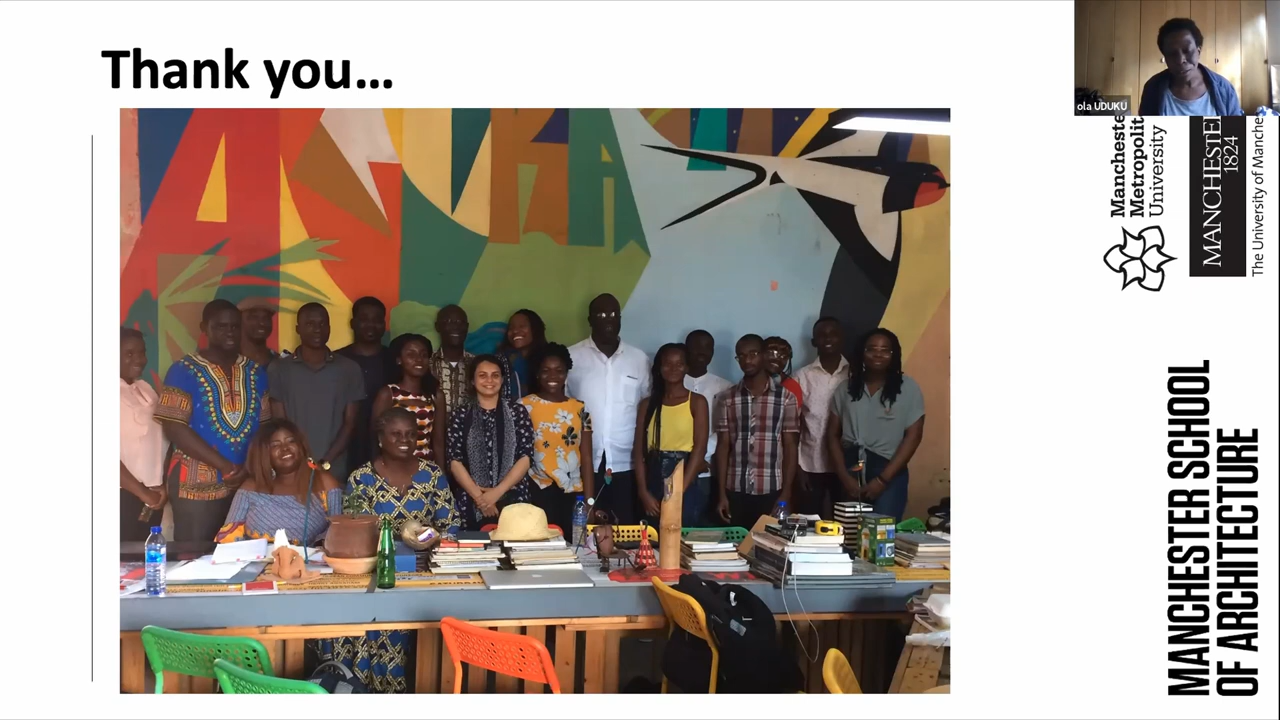 Thank you...
ola UDUKU
Manchester
Metropolit
University
MANCHESTER
1824
The University of Manche
MANCHESTER SCHOOL
OF ARCHITECTURE